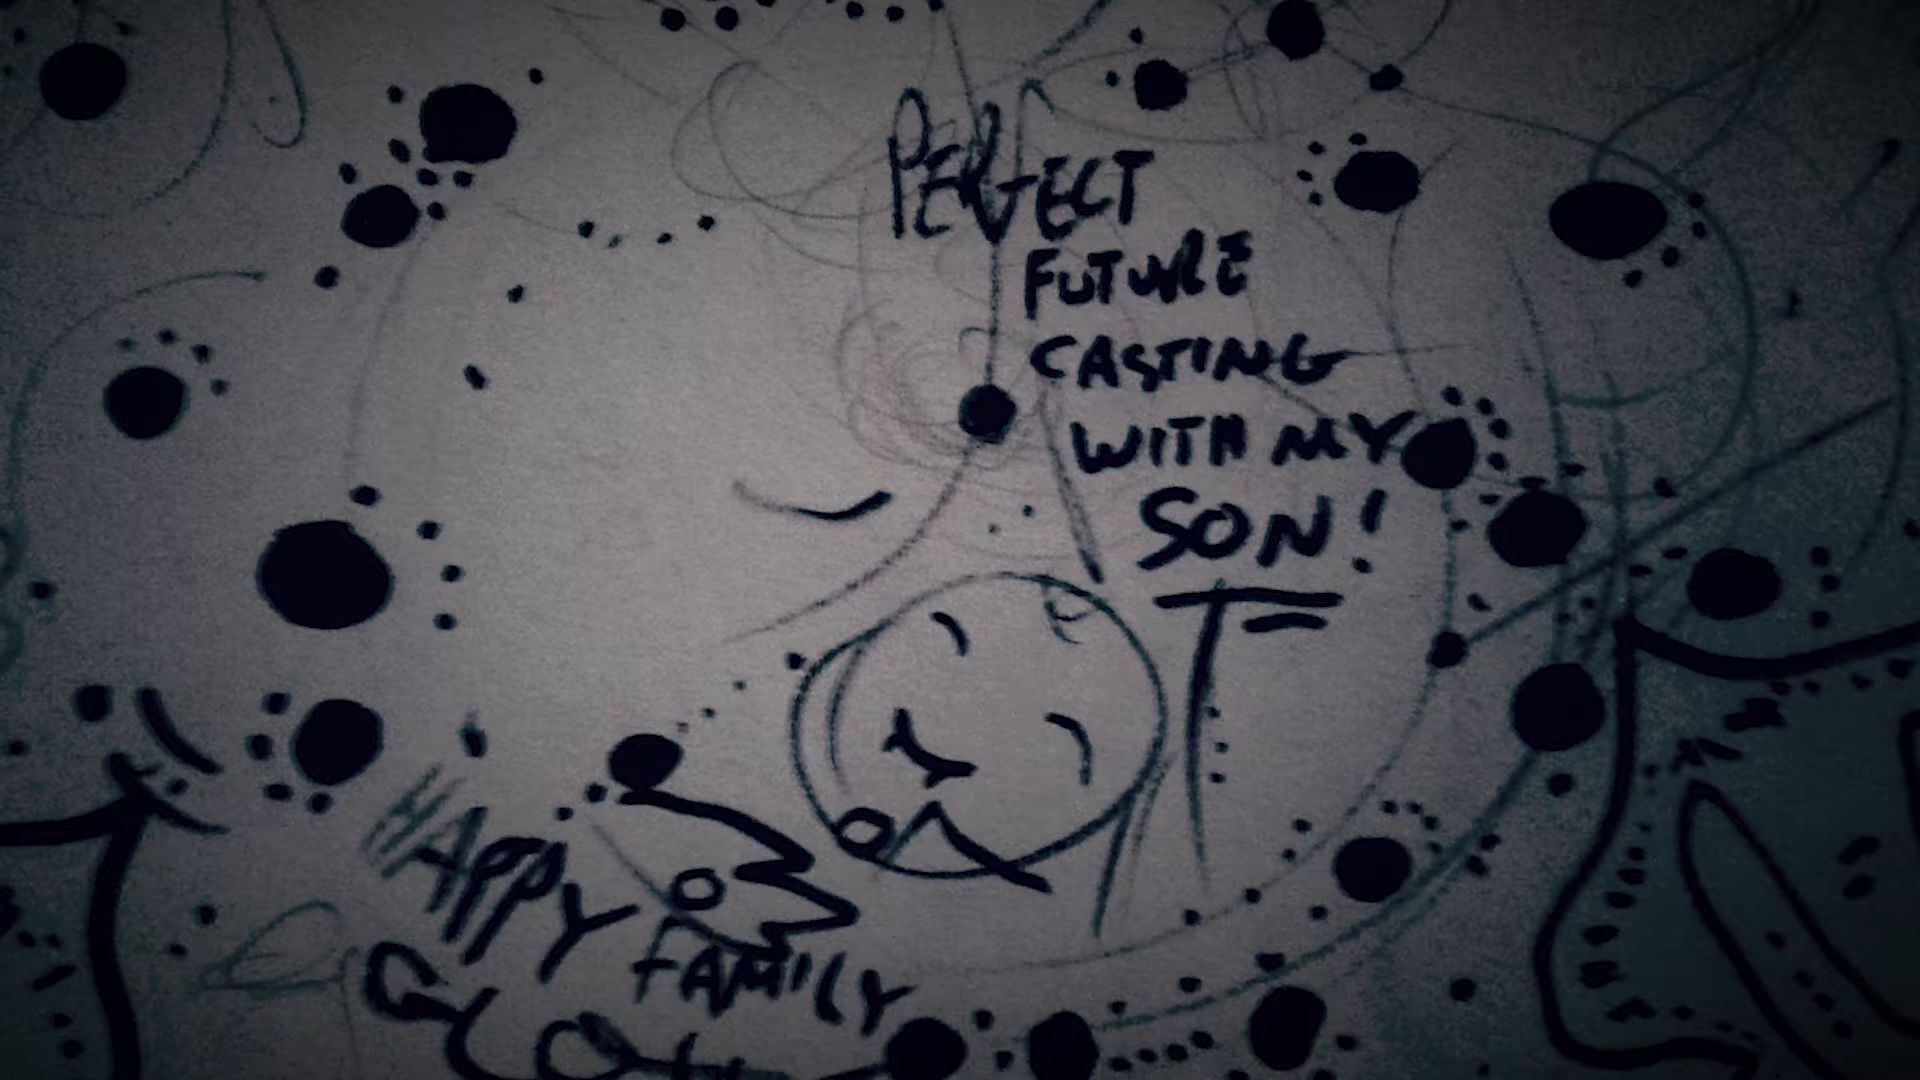 PERFECT
FUTURE
CASTING
WITH MY
SON!
HAPPY
FAMILY